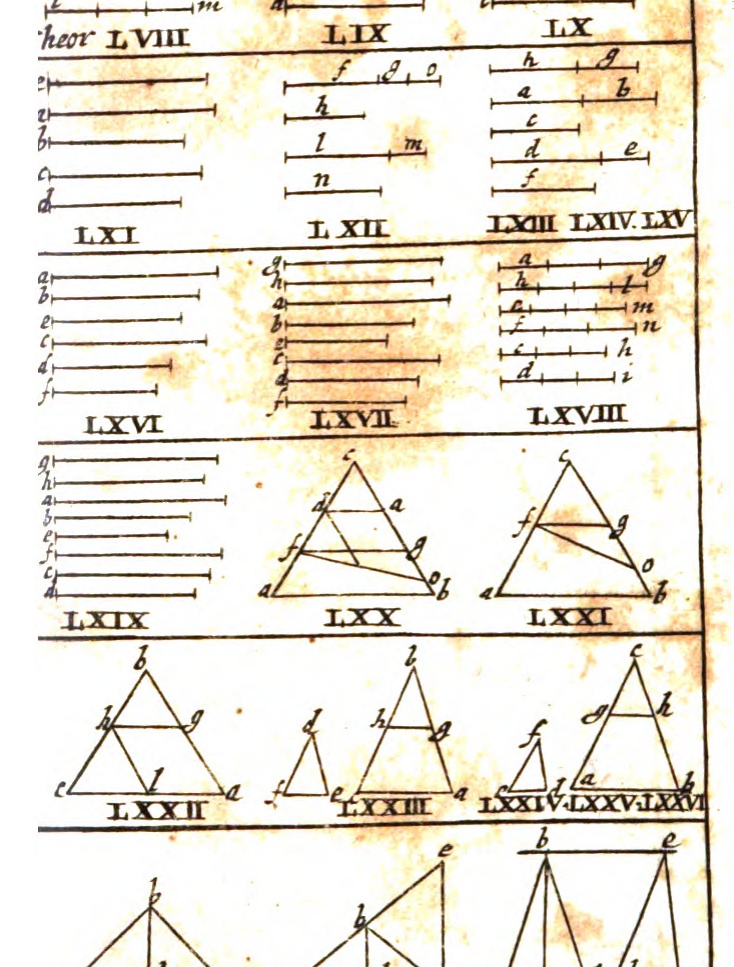 m
heor LVIII LIX LX
e
a
b
c
d
LXI
f g o
h
l m
n
LXII
h g
a b
c
d e
f
LXIII LXIV. LXV
a
b
e
c
d
f
LXVI
g
h
a
b
e
c
d
f
LXVII
a g
h l
e m
f n
c h
d i
LXVIII
g
h
a
b
e
f
c
d
LXIX
c
d a
f g
o
a b
LXX
c
f g
o
a b
LXXI
b
h g
c l a
LXXII
d
f e
b
h g
a
LXXIII
f
c d
c
g h
a b
LXXIV. LXXV. LXXVI
b
e
b
b e